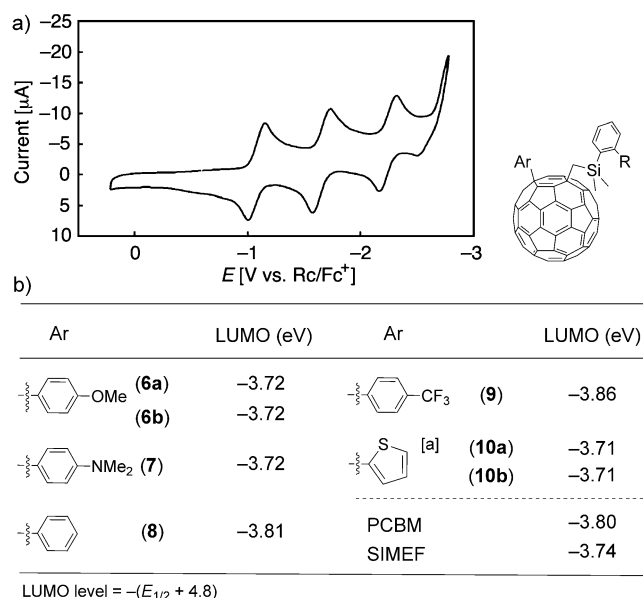 a)
−25
−20
−15
−10
−5
0
5
10
Current [µA]
0 −1 −2 −3
E [V vs. Rc/Fc+]
Ar
Si
R
b)
Ar LUMO (eV) Ar LUMO (eV)
OMe (6a) −3.72
(6b) −3.72
CF3 (9) −3.86
NMe2 (7) −3.72
S [a] (10a) −3.71
(10b) −3.71
(8) −3.81
PCBM −3.80
SIMEF −3.74
LUMO level = −(E1/2 + 4.8)